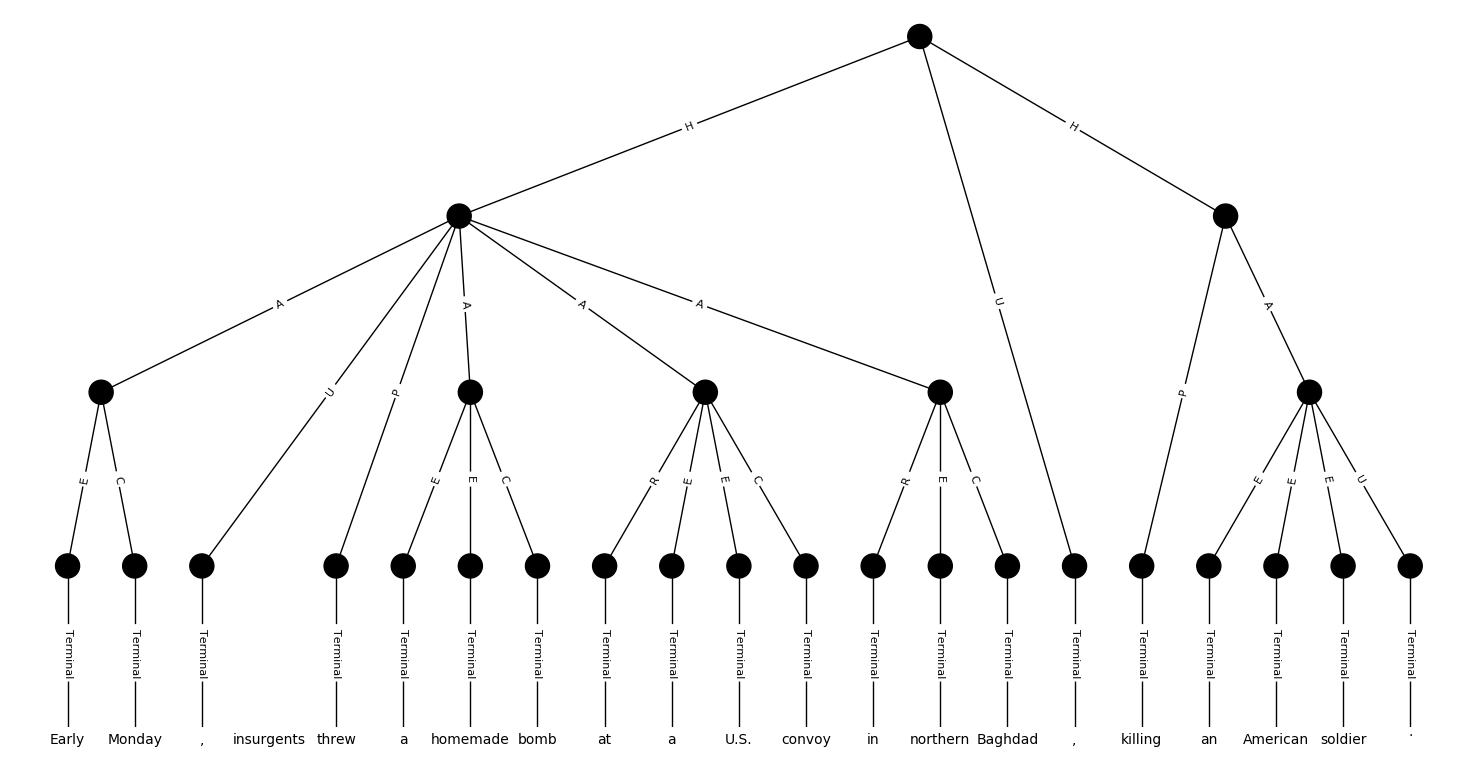 H H
A U P A A A U P A
E C E E C R E E C R E C E E E U
Terminal Terminal Terminal Terminal Terminal Terminal Terminal Terminal Terminal Terminal Terminal Terminal Terminal Terminal Terminal Terminal Terminal Terminal Terminal Terminal
Early Monday , insurgents threw a homemade bomb at a U.S. convoy in northern Baghdad , killing an American soldier .